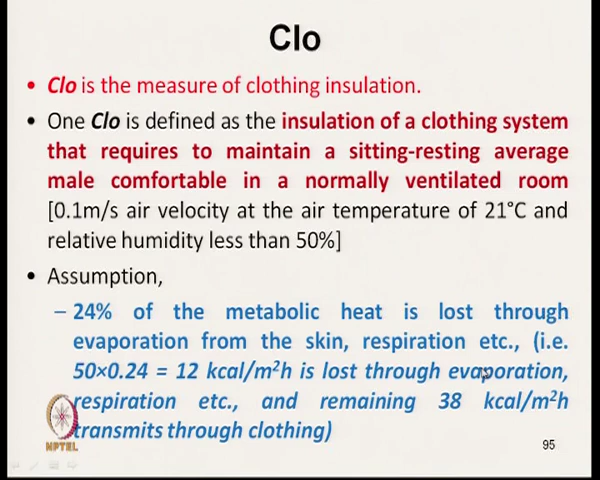 Clo
• Clo is the measure of clothing insulation.
• One Clo is defined as the insulation of a clothing system
that requires to maintain a sitting-resting average
male comfortable in a normally ventilated room
[0.1m/s air velocity at the air temperature of 21°C and
relative humidity less than 50%]
• Assumption,
– 24% of the metabolic heat is lost through
evaporation from the skin, respiration etc., (i.e.
50×0.24 = 12 kcal/m²h is lost through evaporation,
respiration etc., and remaining 38 kcal/m²h
transmits through clothing)
NPTEL
95